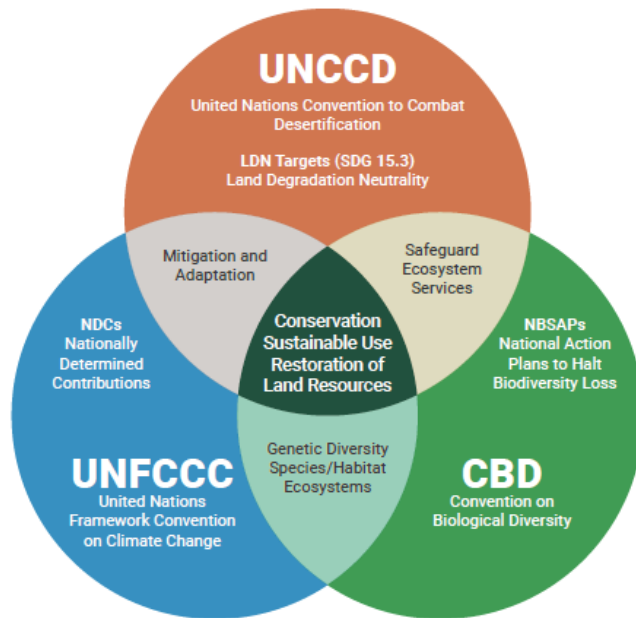 UNCCD
United Nations Convention to Combat
Desertification
LDN Targets (SDG 15.3)
Land Degradation Neutrality
Mitigation and
Adaptation
Safeguard
Ecosystem
Services
NDCs
Nationally
Determined
Contributions
Conservation
Sustainable Use
Restoration of
Land Resources
NBSAPs
National Action
Plans to Halt
Biodiversity Loss
Genetic Diversity
Species/Habitat
Ecosystems
UNFCCC
United Nations
Framework Convention
on Climate Change
CBD
Convention on
Biological Diversity